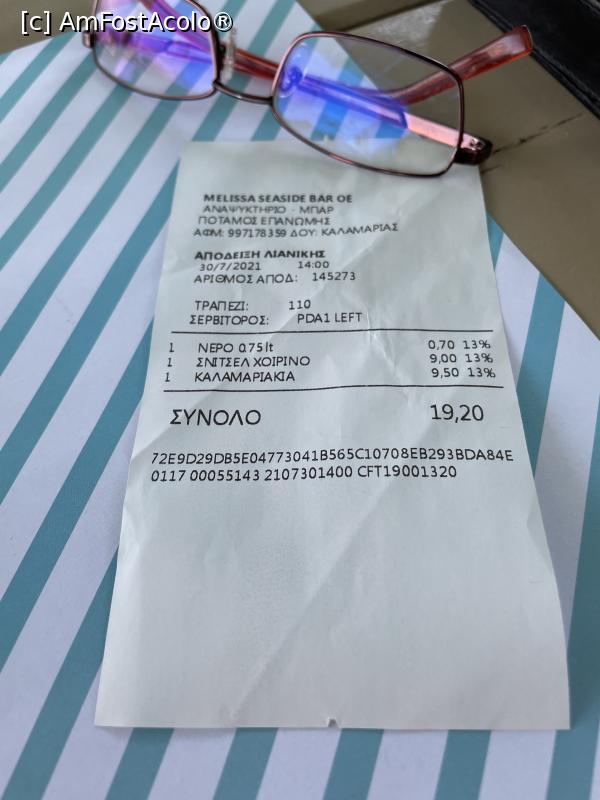 [c] AmFostAcolo®
MELISSA SEASIDE BAR OE
ΑΝΑΨΥΚΤΗΡΙΟ - ΜΠΑΡ
ΠΟΤΑΜΟΣ ΕΠΑΝΩΜΗΣ
ΑΦΜ: 997178359 ΔΟΥ: ΚΑΛΑΜΑΡΙΑΣ
ΑΠΟΔΕΙΞΗ ΛΙΑΝΙΚΗΣ
30/7/2021 14:00
ΑΡΙΘΜΟΣ ΑΠΟΔ: 145273
ΤΡΑΠΕΖΙ: 110
ΣΕΡΒΙΤΟΡΟΣ: PDA1 LEFT
1 ΝΕΡΟ 0.75lt 0,70 13%
1 ΣΝΙΤΣΕΛ ΧΟΙΡΙΝΟ 9,00 13%
1 ΚΑΛΑΜΑΡΙΑΚΙΑ 9,50 13%
ΣΥΝΟΛΟ 19,20
72E9D29DB5E04773041B565C10708EB293BDA84E
0117 00055143 2107301400 CFT19001320